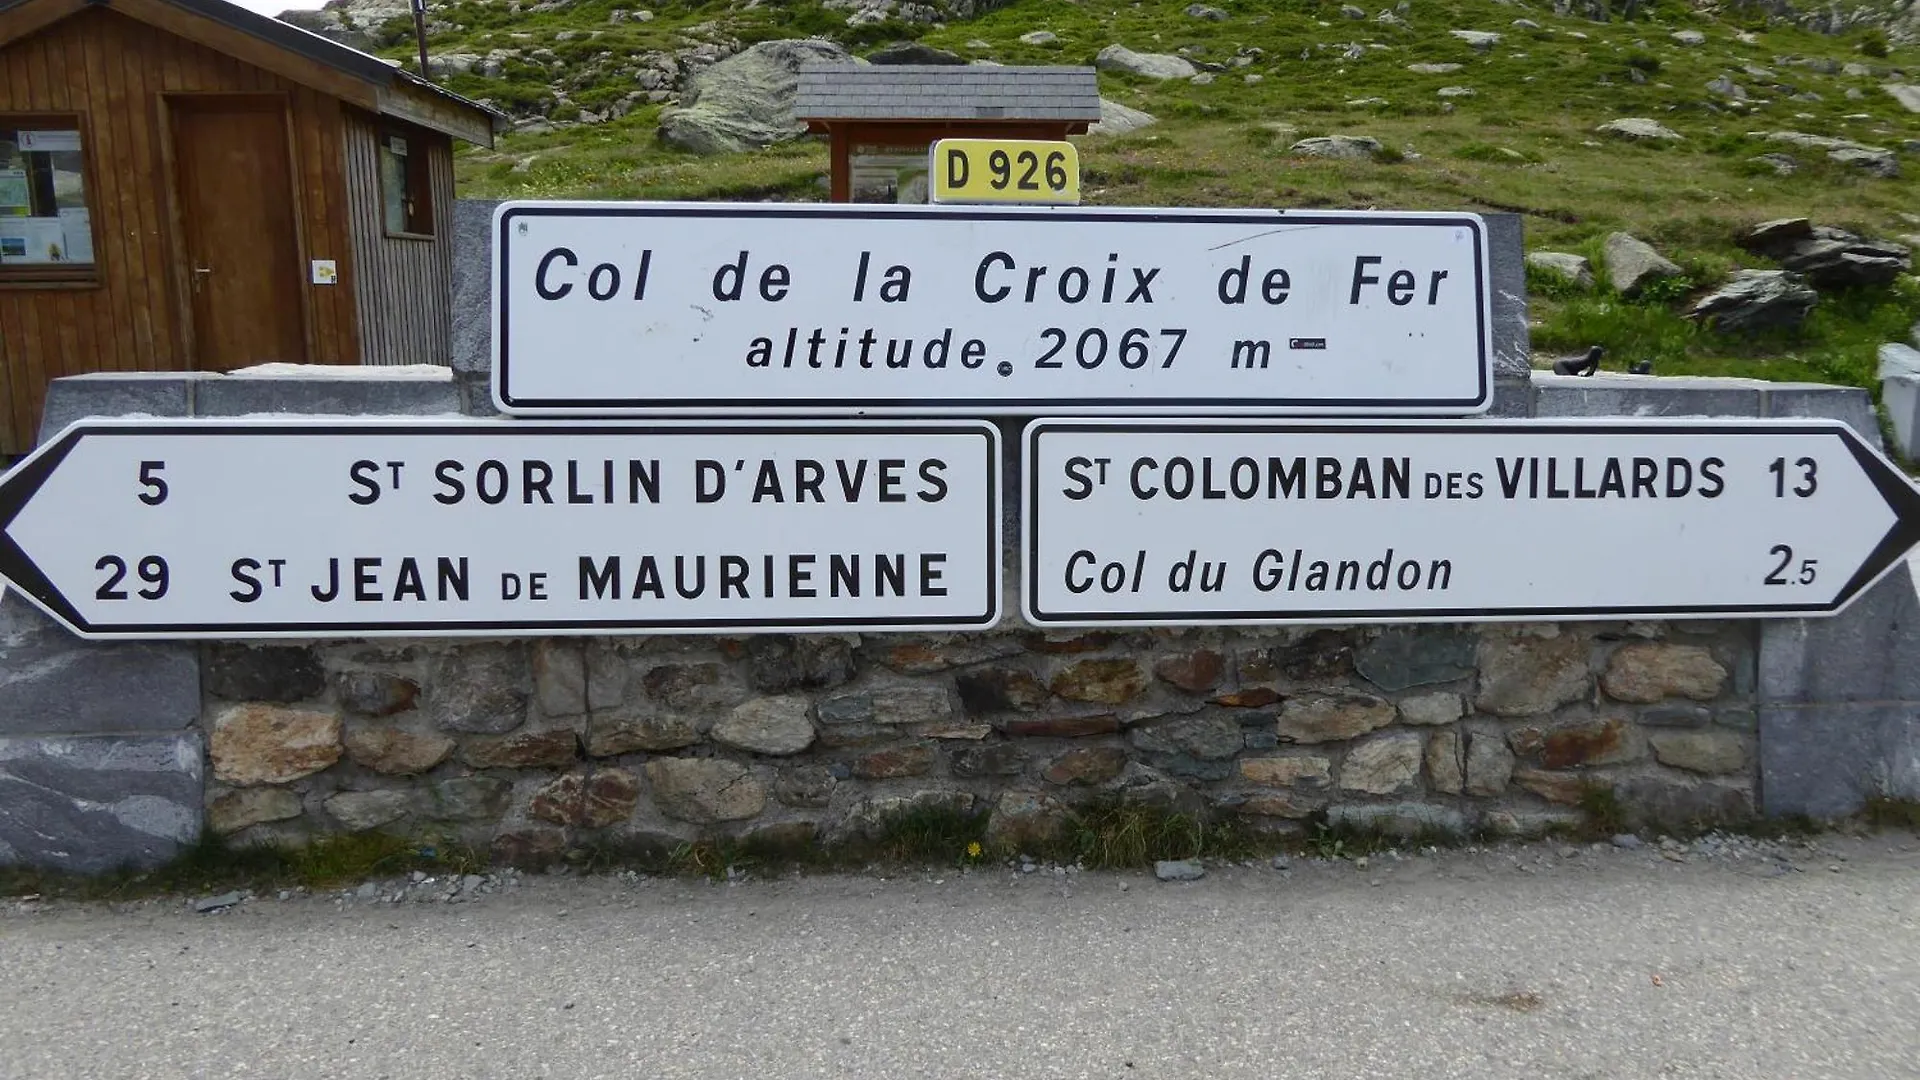 D 926
Col de la Croix de Fer
altitude 2067 m
5 ST SORLIN D'ARVES
29 ST JEAN DE MAURIENNE
ST COLOMBAN DES VILLARDS 13
Col du Glandon 2.5